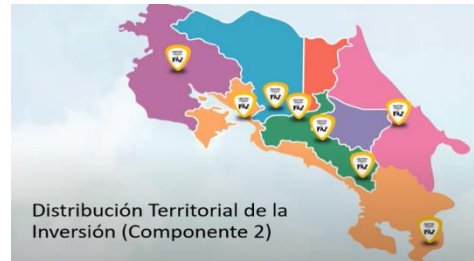 Distribución Territorial de la
Inversión (Componente 2)